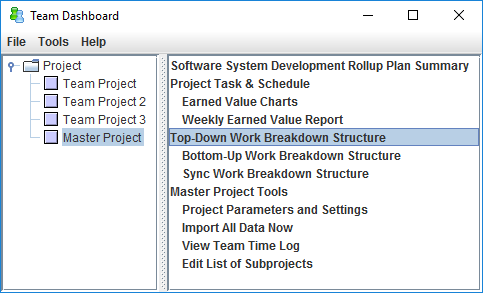 Team Dashboard
File Tools Help
Project
Team Project
Team Project 2
Team Project 3
Master Project
Software System Development Rollup Plan Summary
Project Task & Schedule
Earned Value Charts
Weekly Earned Value Report
Top-Down Work Breakdown Structure
Bottom-Up Work Breakdown Structure
Sync Work Breakdown Structure
Master Project Tools
Project Parameters and Settings
Import All Data Now
View Team Time Log
Edit List of Subprojects